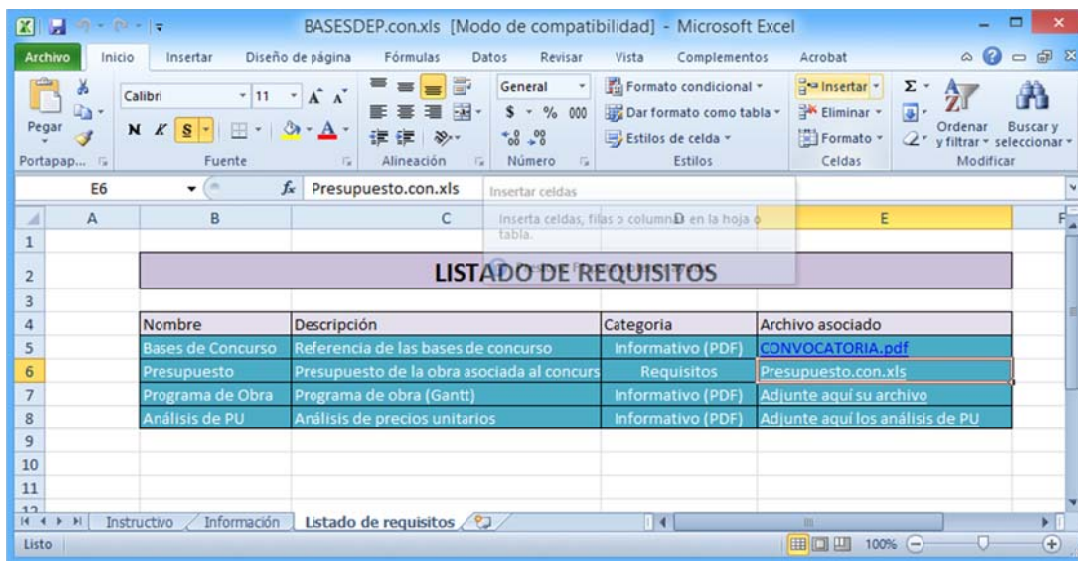 BASESDEP.con.xls [Modo de compatibilidad] - Microsoft Excel
Archivo Inicio Insertar Diseño de página Fórmulas Datos Revisar Vista Complementos Acrobat
Calibri 11 General Formato condicional Insertar
Pegar N K S $ % 000 Dar formato como tabla Eliminar Ordenar y filtrar Buscar y seleccionar
Estilos de celda Formato
Portapap... Fuente Alineación Número Estilos Celdas Modificar
E6 fx Presupuesto.con.xls
Insertar celdas
Inserta celdas, filas o columnas en la hoja o
tabla.
A B C D E F
1
2 LISTADO DE REQUISITOS
3
4 Nombre Descripción Categoria Archivo asociado
5 Bases de Concurso Referencia de las bases de concurso Informativo (PDF) CONVOCATORIA.pdf
6 Presupuesto Presupuesto de la obra asociada al concurs Requisitos Presupuesto.con.xls
7 Programa de Obra Programa de obra (Gantt) Informativo (PDF) Adjunte aquí su archivo
8 Análisis de PU Análisis de precios unitarios Informativo (PDF) Adjunte aquí los análisis de PU
9
10
11
12
Instructivo Información Listado de requisitos
Listo 100%